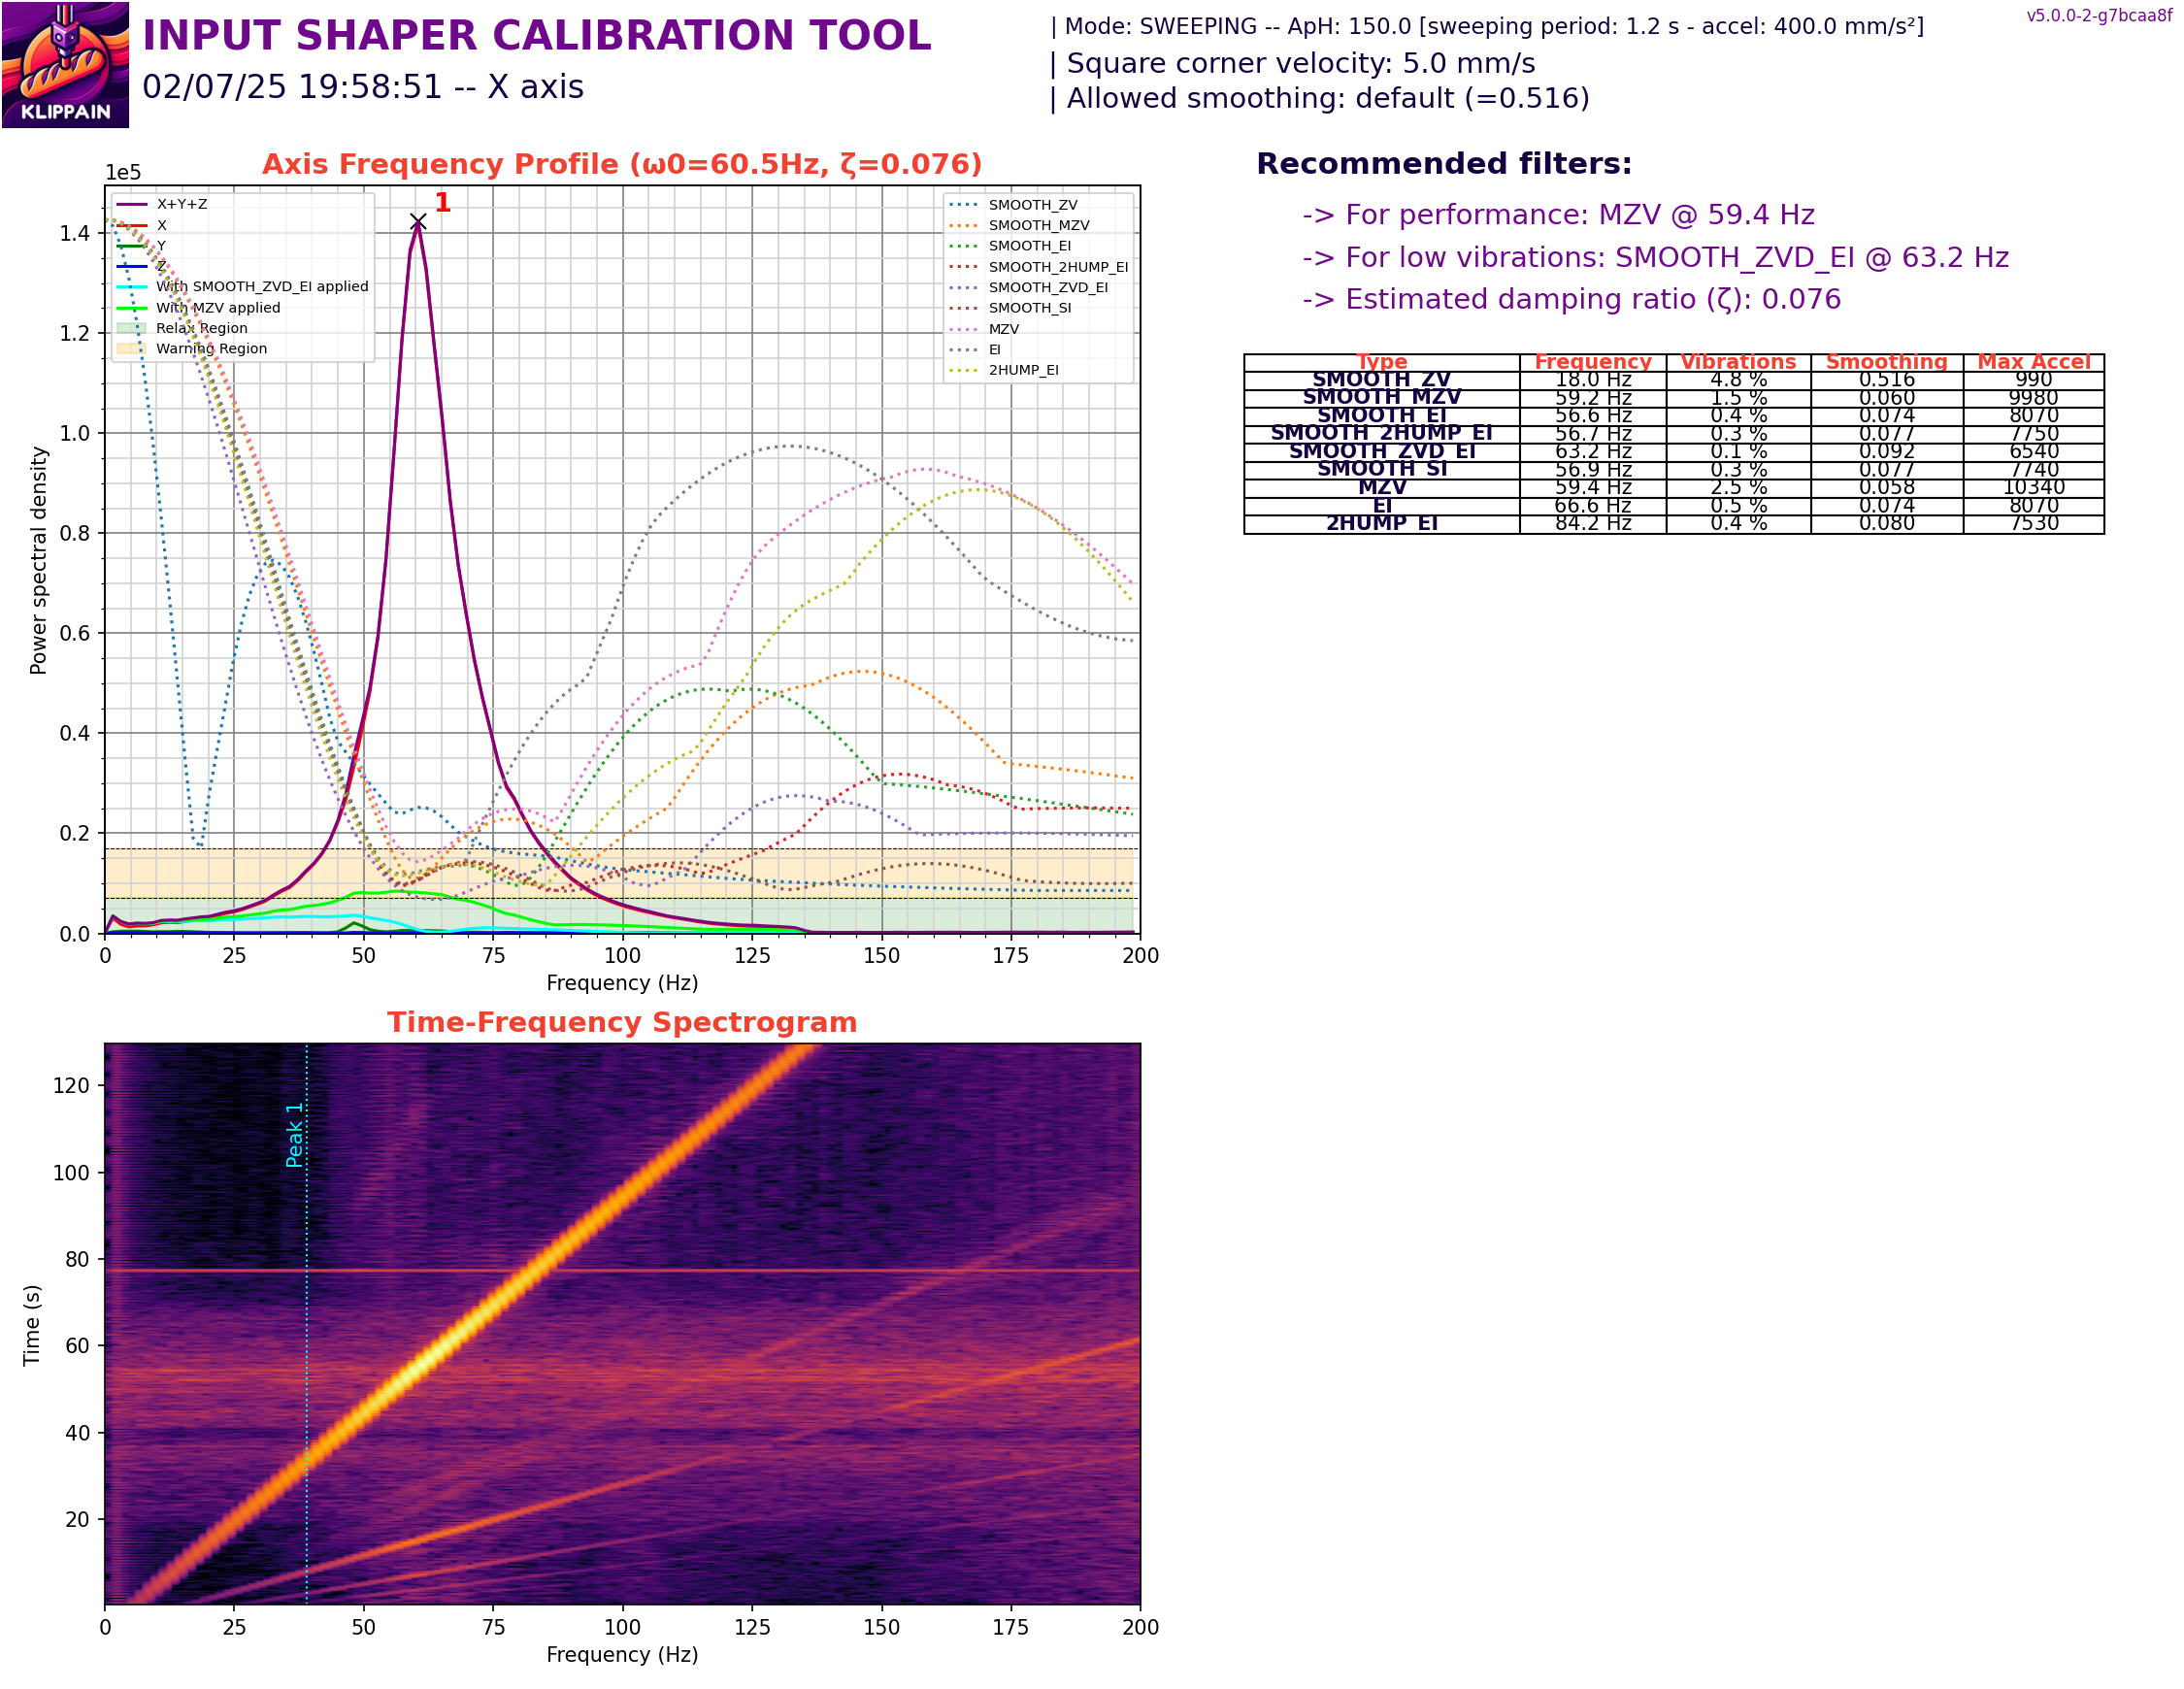 KLIPPAIN
INPUT SHAPER CALIBRATION TOOL
02/07/25 19:58:51 -- X axis
| Mode: SWEEPING -- ApH: 150.0 [sweeping period: 1.2 s - accel: 400.0 mm/s²]
| Square corner velocity: 5.0 mm/s
| Allowed smoothing: default (=0.516)
v5.0.0-2-g7bcaa8f
Axis Frequency Profile (ω0=60.5Hz, ζ=0.076)
1e5
1
X+Y+Z
X
Y
Z
With SMOOTH_ZVD_EI applied
With MZV applied
Relax Region
Warning Region
SMOOTH_ZV
SMOOTH_MZV
SMOOTH_EI
SMOOTH_2HUMP_EI
SMOOTH_ZVD_EI
SMOOTH_SI
MZV
EI
2HUMP_EI
Power spectral density
1.4
1.2
1.0
0.8
0.6
0.4
0.2
0.0
0 25 50 75 100 125 150 175 200
Frequency (Hz)
Recommended filters:
-> For performance: MZV @ 59.4 Hz
-> For low vibrations: SMOOTH_ZVD_EI @ 63.2 Hz
-> Estimated damping ratio (ζ): 0.076
Type Frequency Vibrations Smoothing Max Accel
SMOOTH_ZV 18.0 Hz 4.8 % 0.516 990
SMOOTH_MZV 59.2 Hz 1.5 % 0.060 9980
SMOOTH_EI 56.6 Hz 0.4 % 0.074 8070
SMOOTH_2HUMP_EI 56.7 Hz 0.3 % 0.077 7750
SMOOTH_ZVD_EI 63.2 Hz 0.1 % 0.092 6540
SMOOTH_SI 56.9 Hz 0.3 % 0.077 7740
MZV 59.4 Hz 2.5 % 0.058 10340
EI 66.6 Hz 0.5 % 0.074 8070
2HUMP_EI 84.2 Hz 0.4 % 0.080 7530
Time-Frequency Spectrogram
Peak 1
Time (s)
120
100
80
60
40
20
0 25 50 75 100 125 150 175 200
Frequency (Hz)